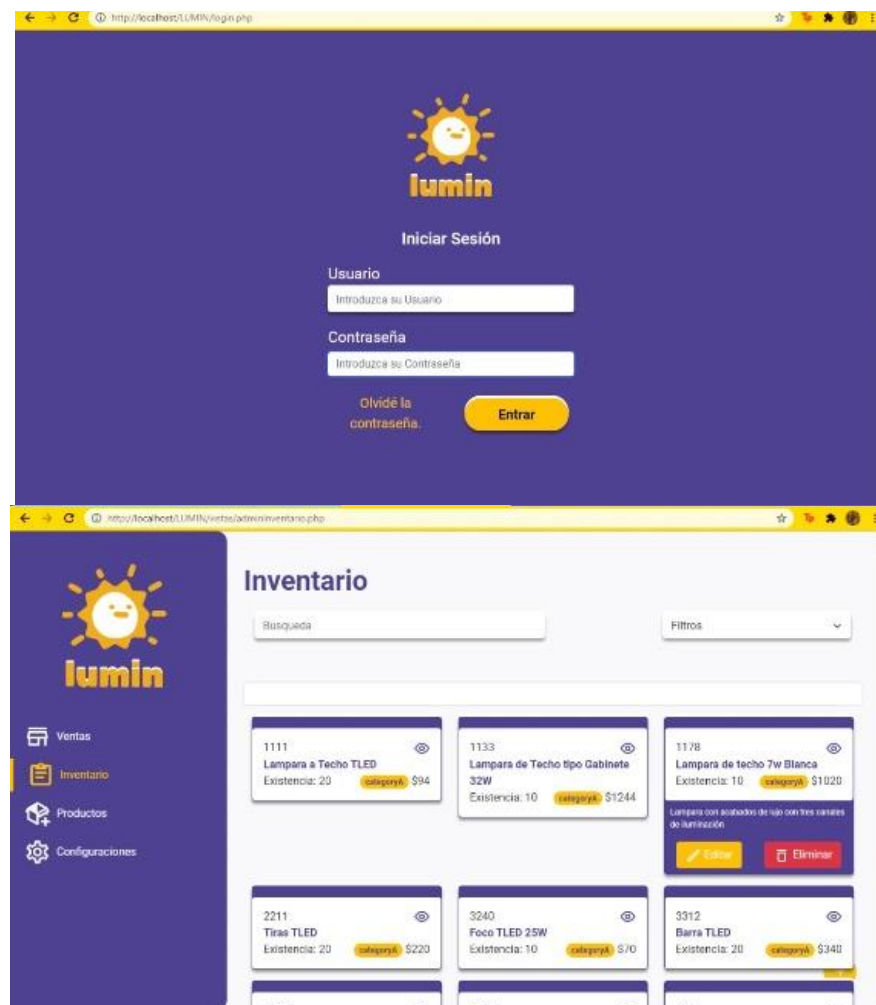 http://localhost/LUMIN/login.php
lumin
Iniciar Sesión
Usuario
Introduzca su Usuario
Contraseña
Introduzca su Contraseña
Olvidé la
contraseña.
Entrar
http://localhost/LUMIN/vistas/admininventario.php
lumin
Ventas
Inventario
Productos
Configuraciones
Inventario
Busqueda
Filtros
1111
Lampara a Techo TLED
Existencia: 20 categoryA $94
1133
Lampara de Techo tipo Gabinete
32W
Existencia: 10 categoryA $1244
1178
Lampara de techo 7w Blanca
Existencia: 10 categoryA $1020
Lampara con acabados de lujo con tres canales
de iluminación
Editar
Eliminar
2211
Tiras TLED
Existencia: 20 categoryA $220
3240
Foco TLED 25W
Existencia: 10 categoryA $70
3312
Barra TLED
Existencia: 20 categoryA $340